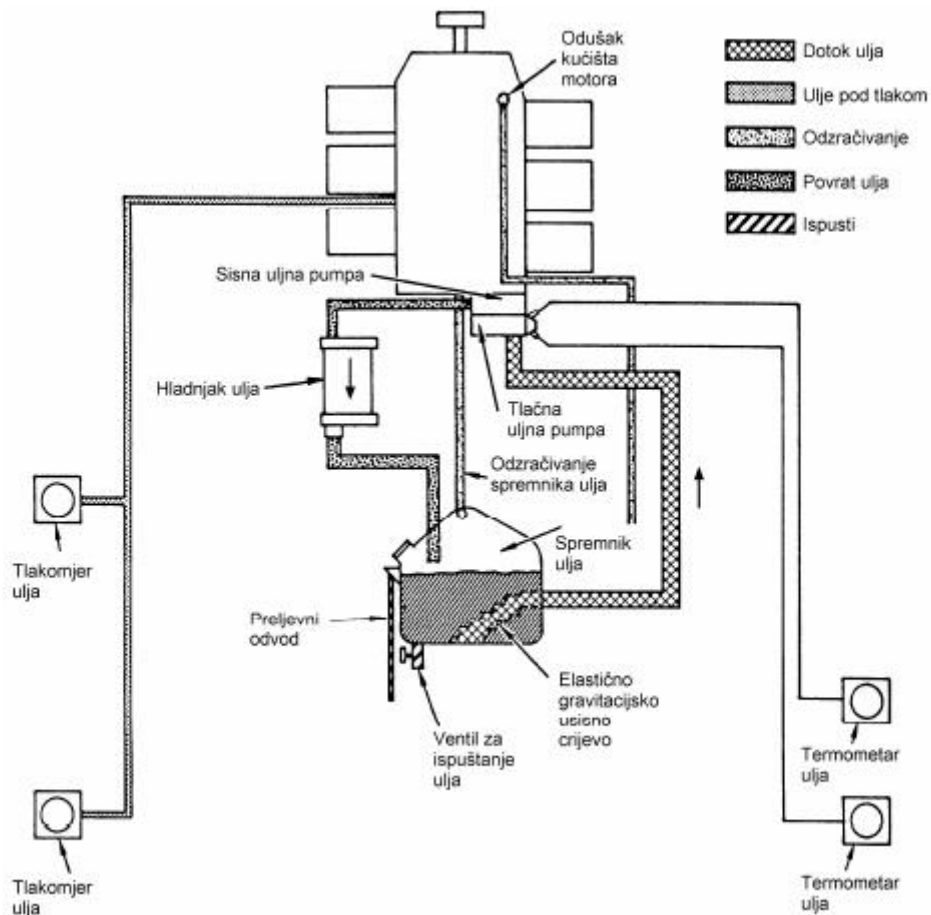 Odušak
kućišta
motora
Dotok ulja
Ulje pod tlakom
Odzračivanje
Povrat ulja
Ispusti
Sisna uljna pumpa
Hladnjak ulja
Tlačna
uljna pumpa
Odzračivanje
spremnika ulja
Spremnik
ulja
Tlakomjer
ulja
Preljevni
odvod
Elastično
gravitacijsko
usisno
crijevo
Ventil za
ispuštanje
ulja
Termometar
ulja
Tlakomjer
ulja
Termometar
ulja